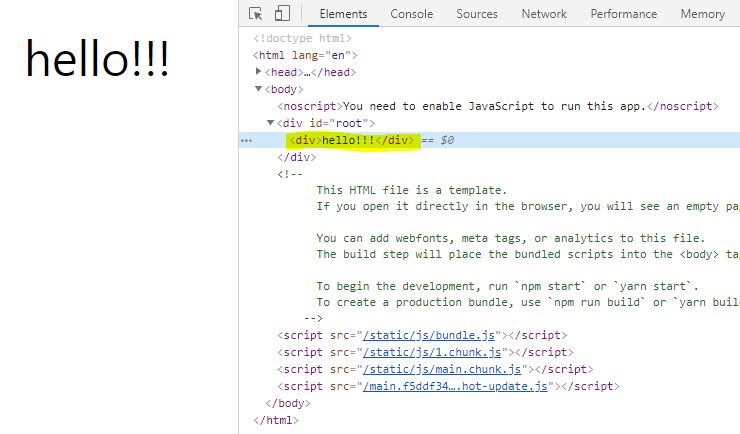 hello!!!
Elements Console Sources Network Performance Memory
<!doctype html>
<html lang="en">
<head>…</head>
<body>
<noscript>You need to enable JavaScript to run this app.</noscript>
<div id="root">
<div>hello!!!</div> == $0
</div>
<!--
This HTML file is a template.
If you open it directly in the browser, you will see an empty pa
You can add webfonts, meta tags, or analytics to this file.
The build step will place the bundled scripts into the <body> ta
To begin the development, run `npm start` or `yarn start`.
To create a production bundle, use `npm run build` or `yarn buil
-->
<script src="/static/js/bundle.js"></script>
<script src="/static/js/1.chunk.js"></script>
<script src="/static/js/main.chunk.js"></script>
<script src="/main.f5ddf34….hot-update.js"></script>
</body>
</html>